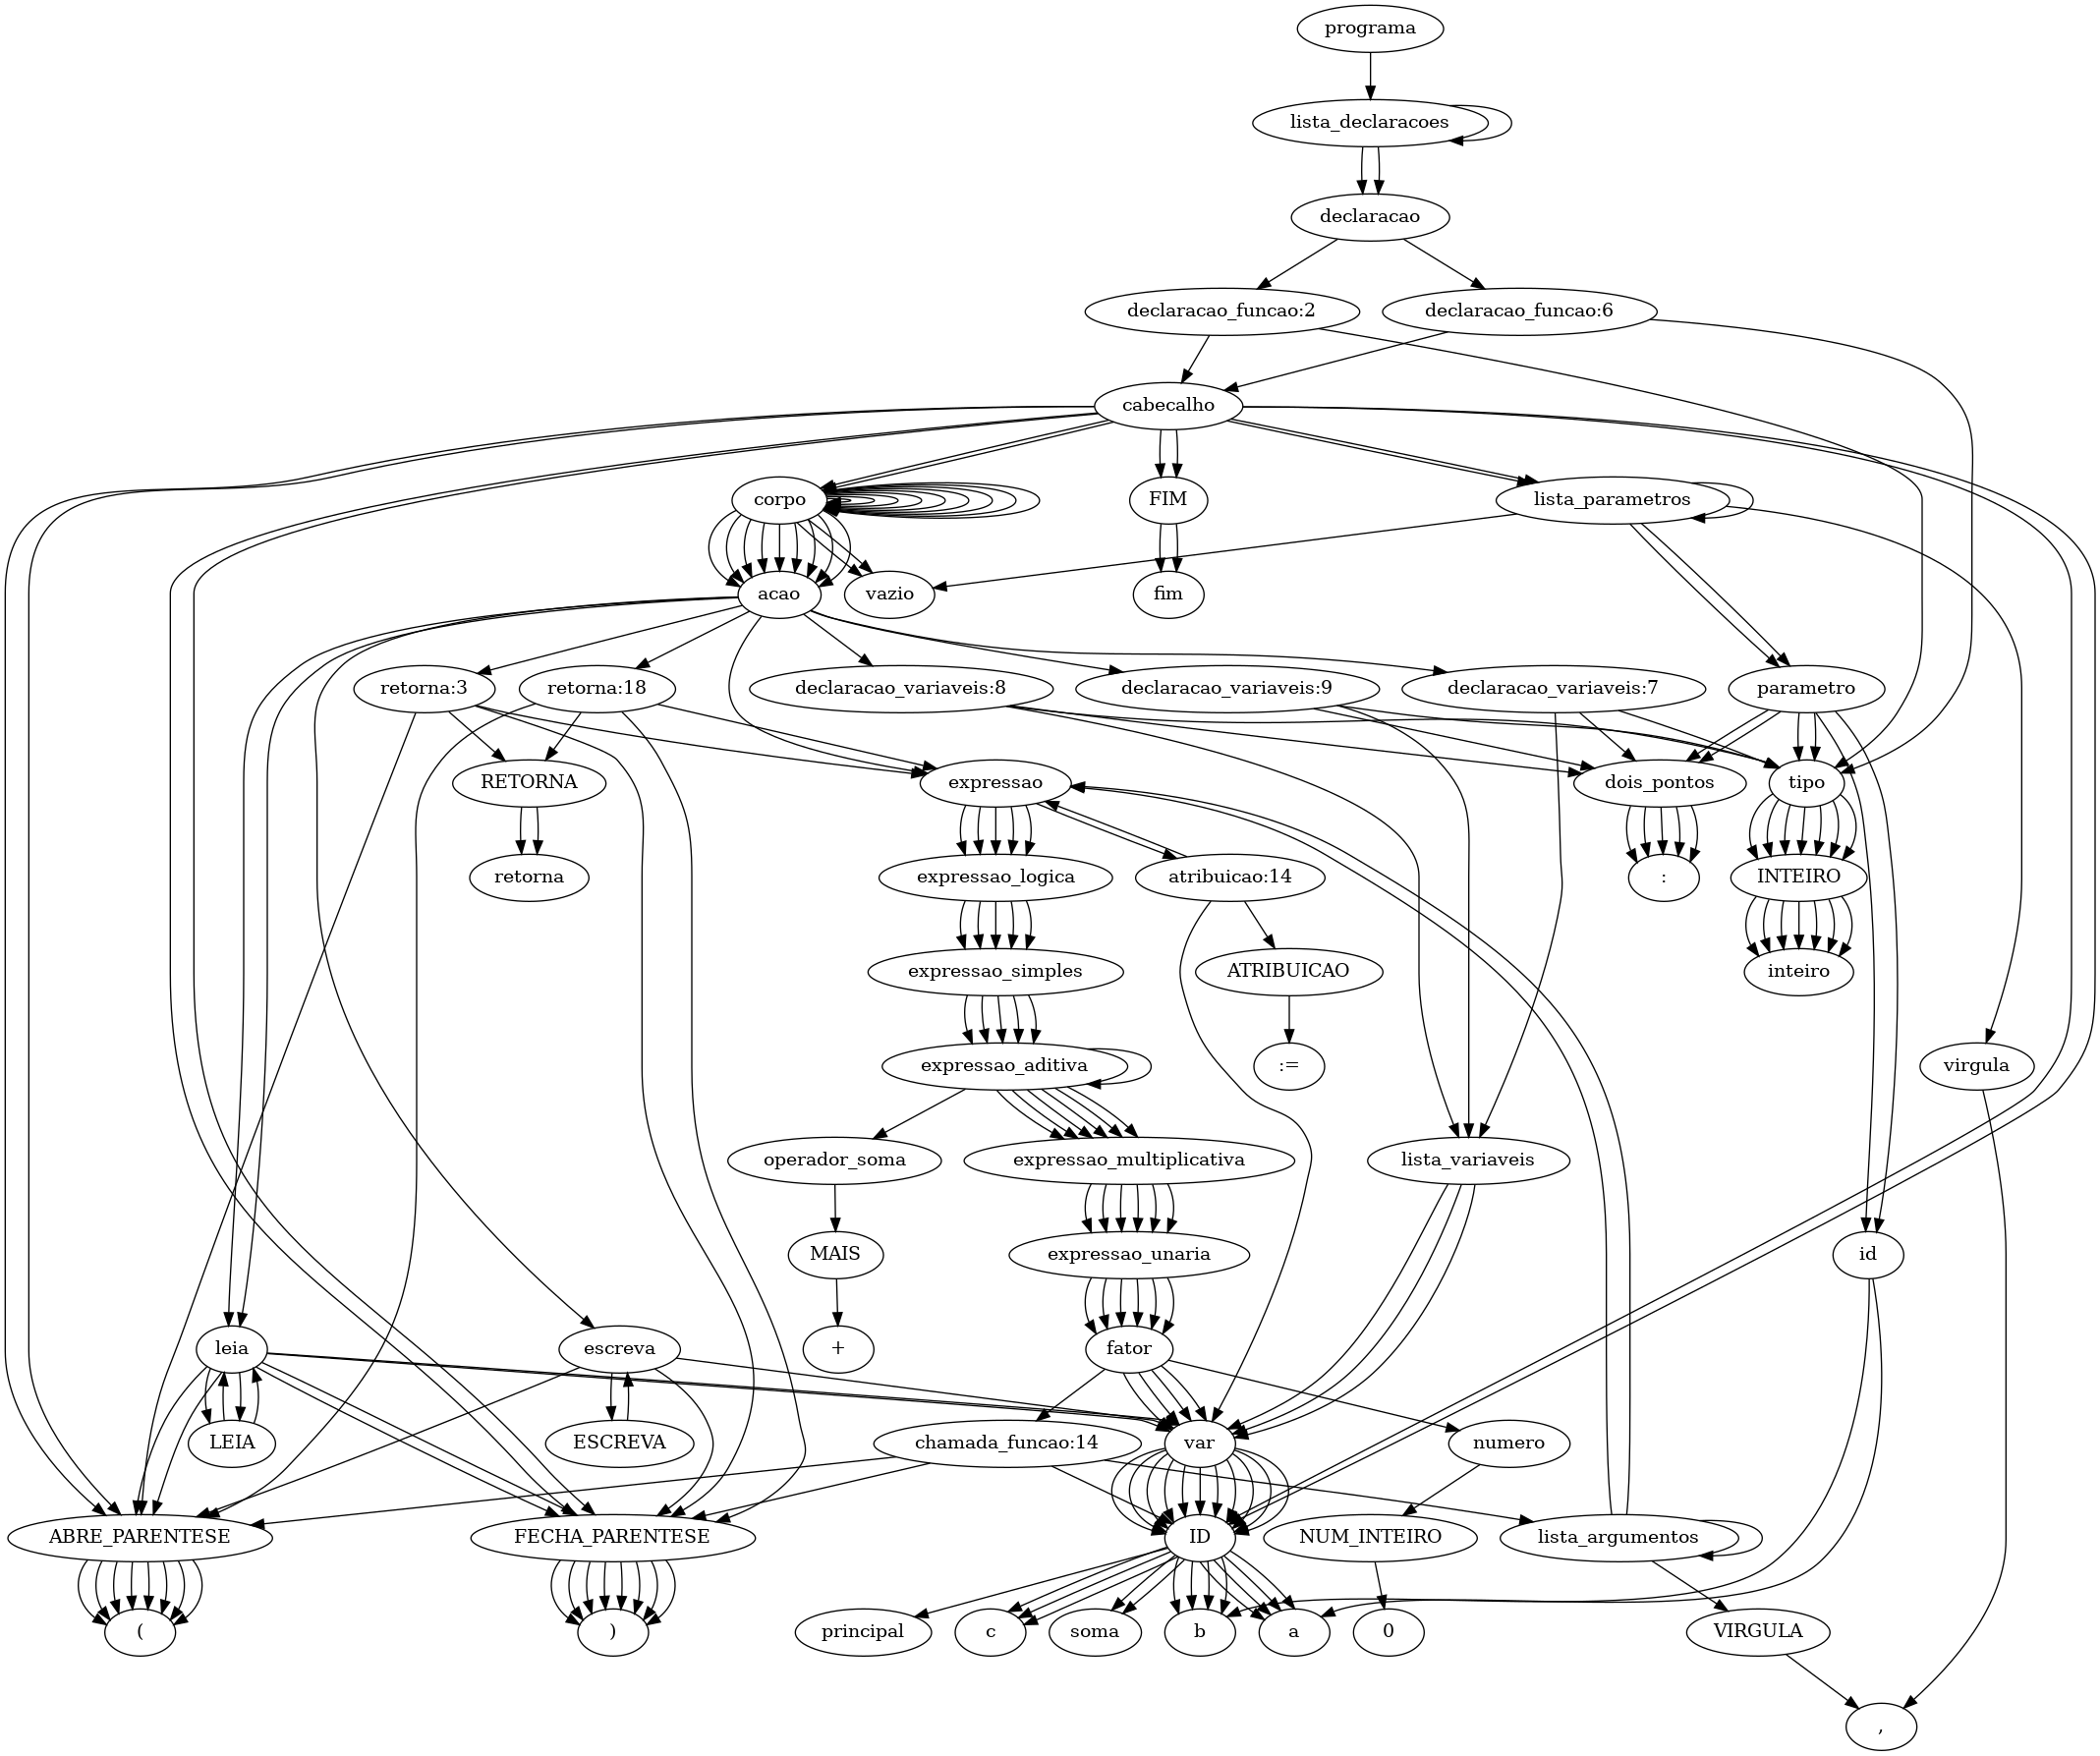 programa
lista_declaracoes
declaracao
declaracao_funcao:2
declaracao_funcao:6
cabecalho
corpo
FIM
lista_parametros
acao
vazio
fim
retorna:3
retorna:18
declaracao_variaveis:8
declaracao_variaveis:9
declaracao_variaveis:7
parametro
RETORNA
expressao
dois_pontos
tipo
retorna
expressao_logica
atribuicao:14
:
INTEIRO
expressao_simples
ATRIBUICAO
inteiro
expressao_aditiva
:=
virgula
operador_soma
expressao_multiplicativa
lista_variaveis
MAIS
expressao_unaria
id
leia
escreva
+
fator
LEIA
ESCREVA
chamada_funcao:14
var
numero
ABRE_PARENTESE
FECHA_PARENTESE
ID
NUM_INTEIRO
lista_argumentos
(
)
principal
c
soma
b
a
0
VIRGULA
,